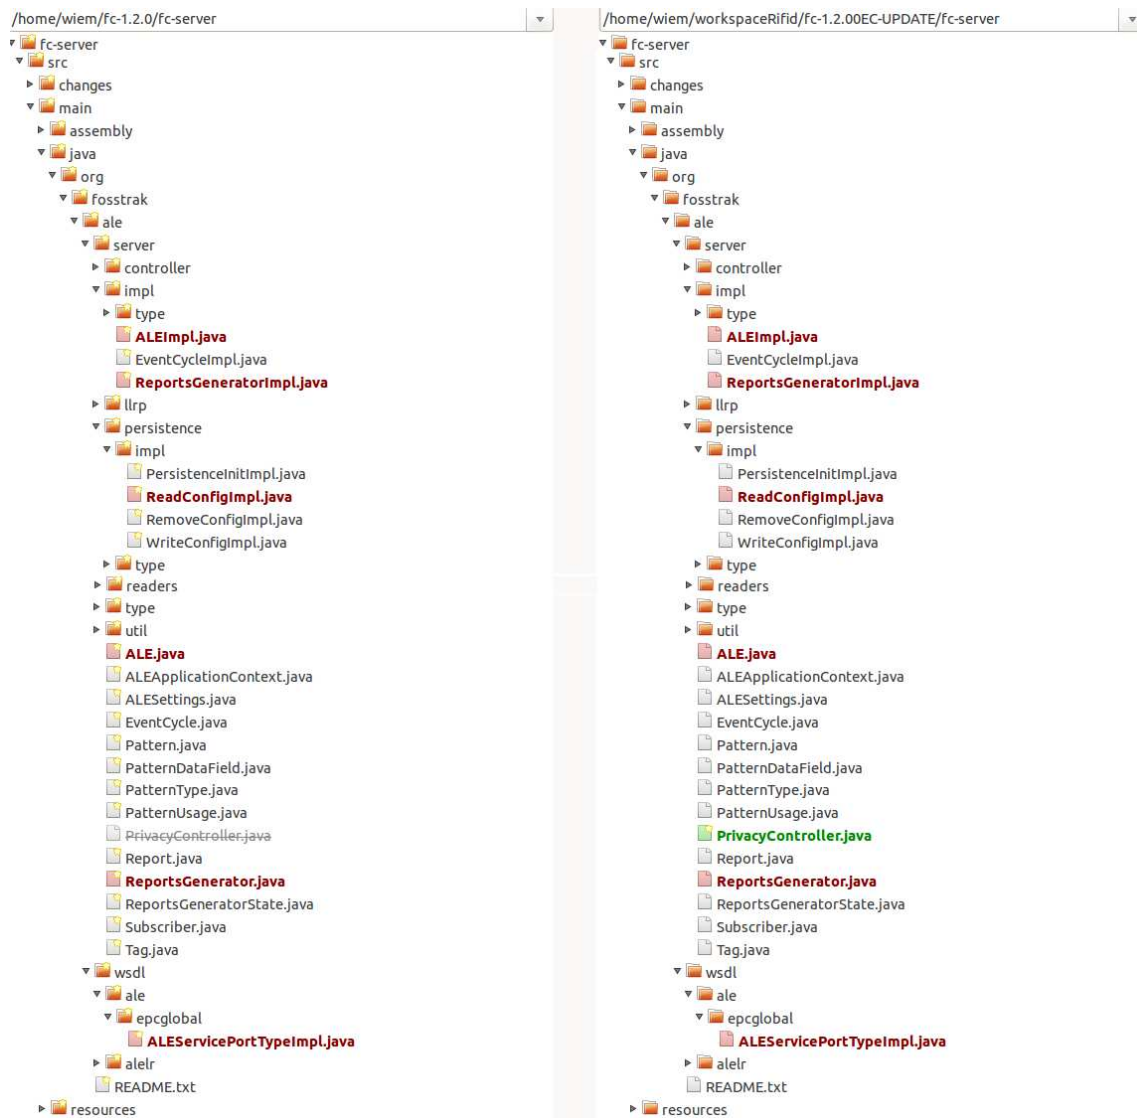 /home/wiem/fc-1.2.0/fc-server
fc-server
src
changes
main
assembly
java
org
fosstrak
ale
server
controller
impl
type
ALEImpl.java
EventCycleImpl.java
ReportsGeneratorImpl.java
llrp
persistence
impl
PersistenceInitImpl.java
ReadConfigImpl.java
RemoveConfigImpl.java
WriteConfigImpl.java
type
readers
type
util
ALE.java
ALEApplicationContext.java
ALESettings.java
EventCycle.java
Pattern.java
PatternDataField.java
PatternType.java
PatternUsage.java
PrivacyController.java
Report.java
ReportsGenerator.java
ReportsGeneratorState.java
Subscriber.java
Tag.java
wsdl
ale
epcglobal
ALEServicePortTypeImpl.java
alelr
README.txt
resources
/home/wiem/workspaceRifid/fc-1.2.00EC-UPDATE/fc-server
fc-server
src
changes
main
assembly
java
org
fosstrak
ale
server
controller
impl
type
ALEImpl.java
EventCycleImpl.java
ReportsGeneratorImpl.java
llrp
persistence
impl
PersistenceInitImpl.java
ReadConfigImpl.java
RemoveConfigImpl.java
WriteConfigImpl.java
type
readers
type
util
ALE.java
ALEApplicationContext.java
ALESettings.java
EventCycle.java
Pattern.java
PatternDataField.java
PatternType.java
PatternUsage.java
PrivacyController.java
Report.java
ReportsGenerator.java
ReportsGeneratorState.java
Subscriber.java
Tag.java
wsdl
ale
epcglobal
ALEServicePortTypeImpl.java
alelr
README.txt
resources